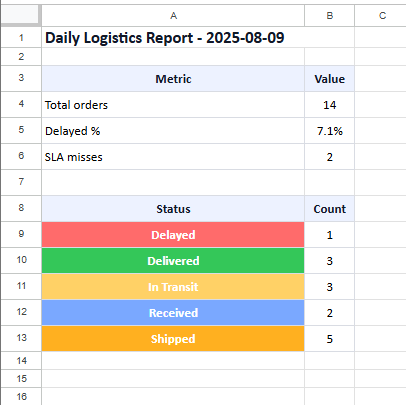 A B C
1 Daily Logistics Report - 2025-08-09
2
3 Metric Value
4 Total orders 14
5 Delayed % 7.1%
6 SLA misses 2
7
8 Status Count
9 Delayed 1
10 Delivered 3
11 In Transit 3
12 Received 2
13 Shipped 5
14
15
16